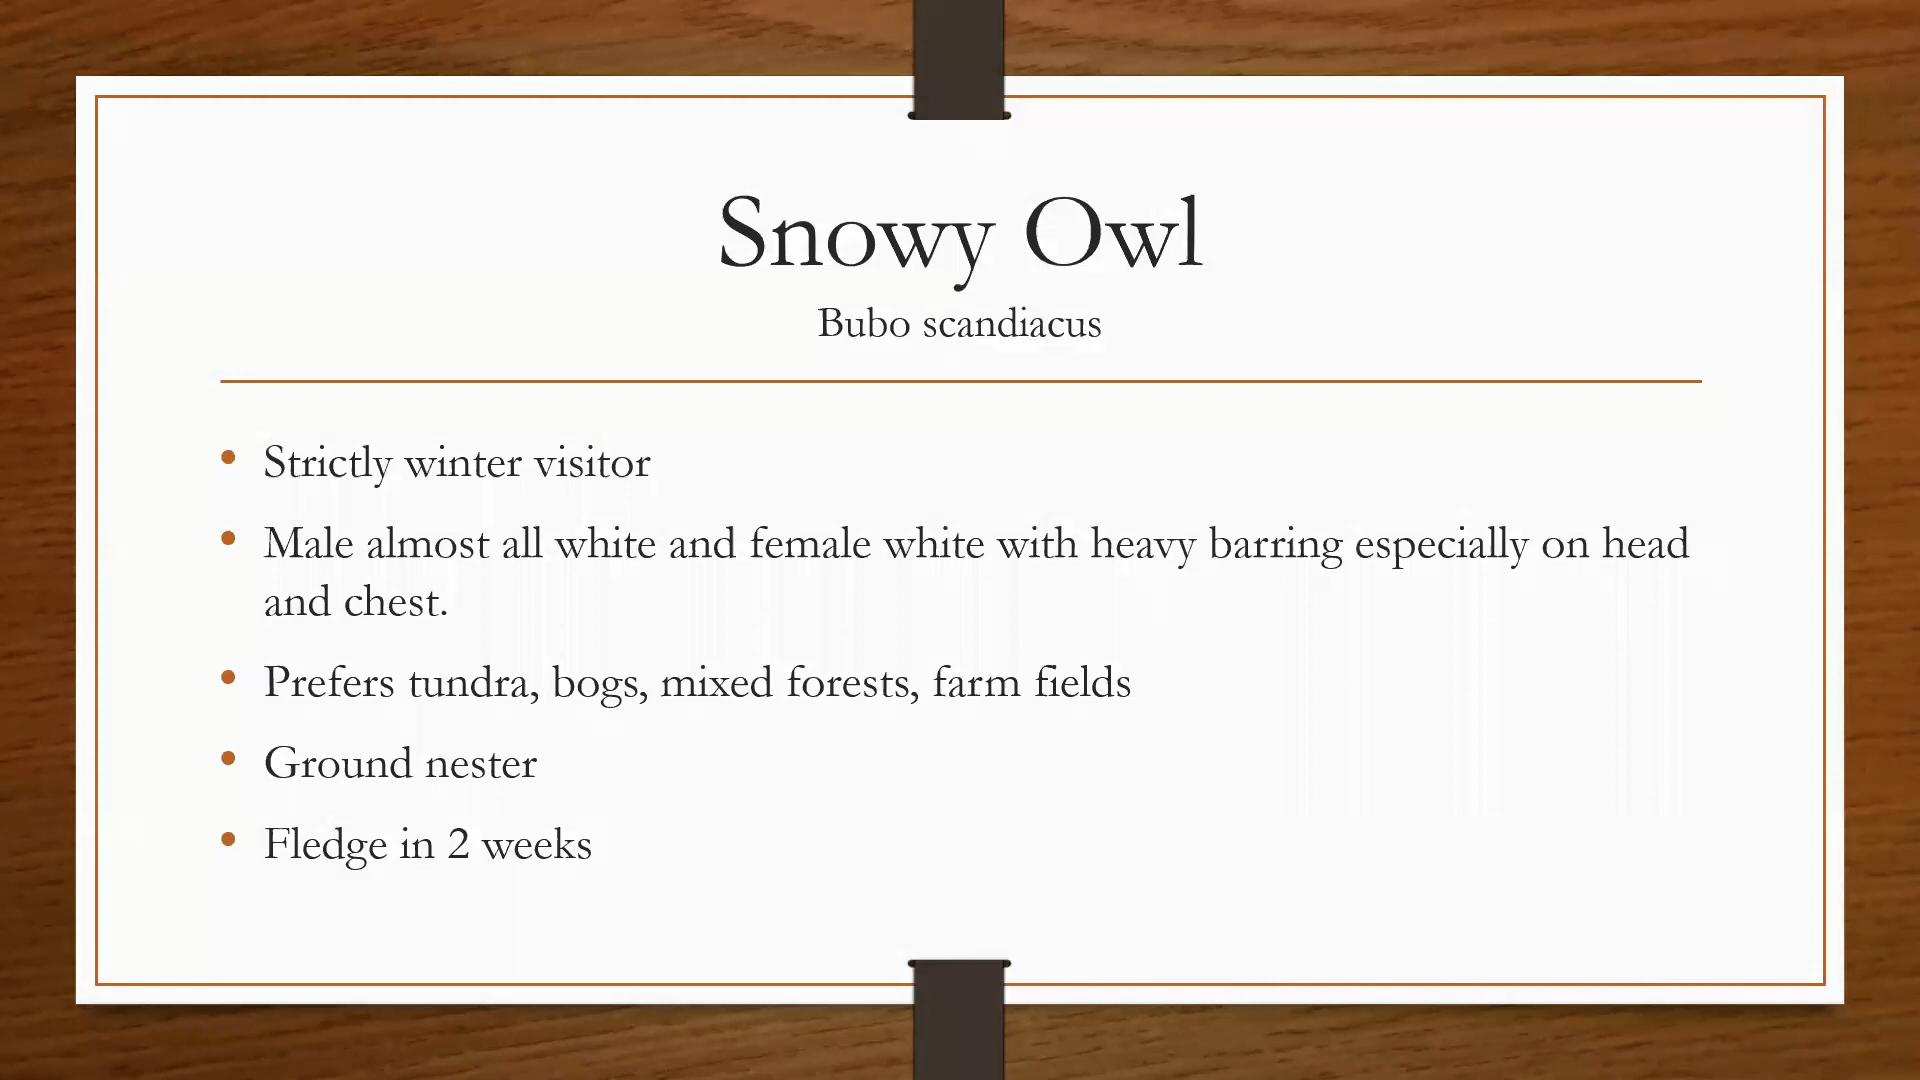 Snowy Owl
Bubo scandiacus
• Strictly winter visitor
• Male almost all white and female white with heavy barring especially on head
and chest.
• Prefers tundra, bogs, mixed forests, farm fields
• Ground nester
• Fledge in 2 weeks